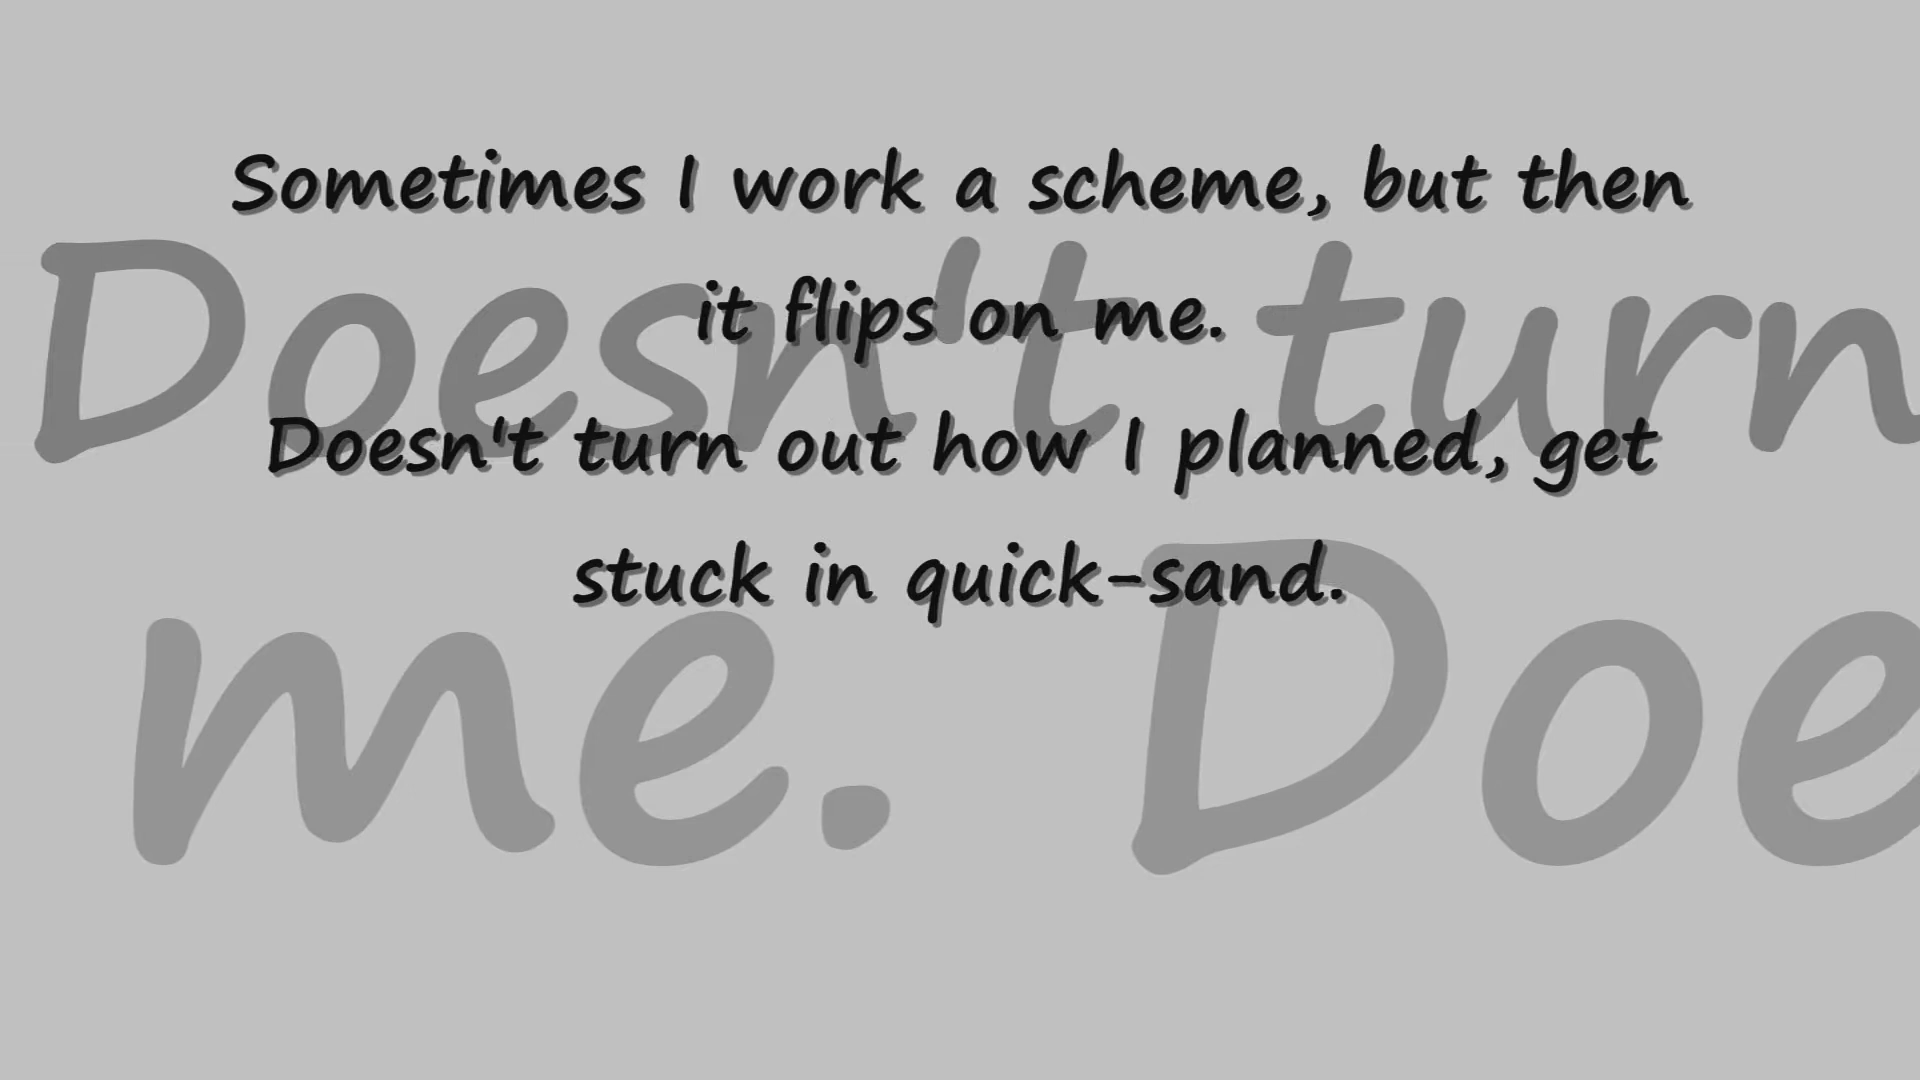 Sometimes I work a scheme, but then
it flips on me.
Doesn't turn out how I planned, get
stuck in quick-sand.
Doesn't turn
me. Doe